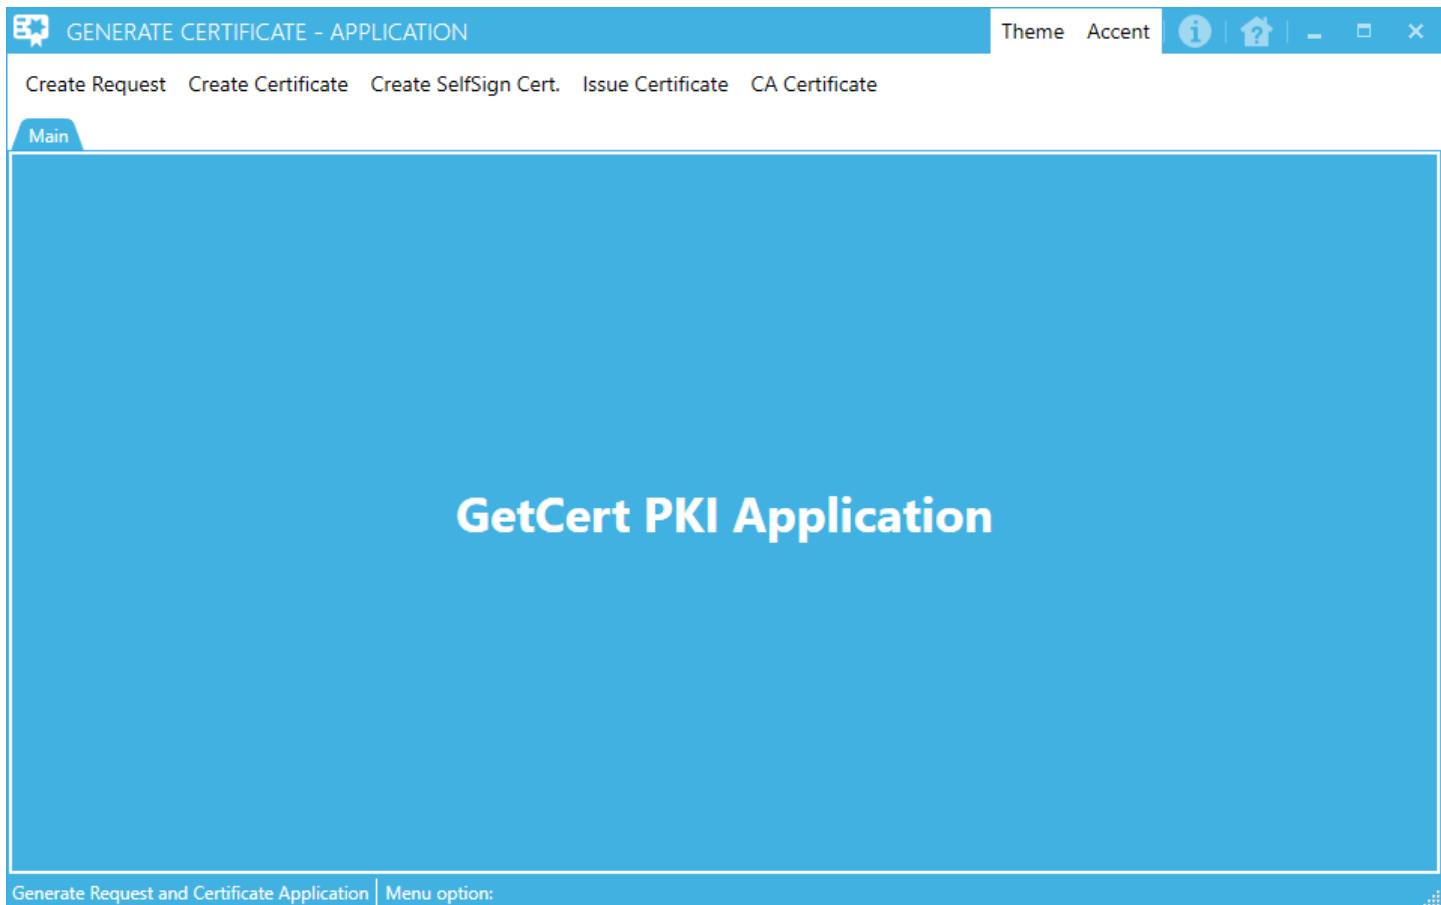 GENERATE CERTIFICATE - APPLICATION Theme Accent
Create Request Create Certificate Create SelfSign Cert. Issue Certificate CA Certificate
Main
GetCert PKI Application
Generate Request and Certificate Application Menu option: